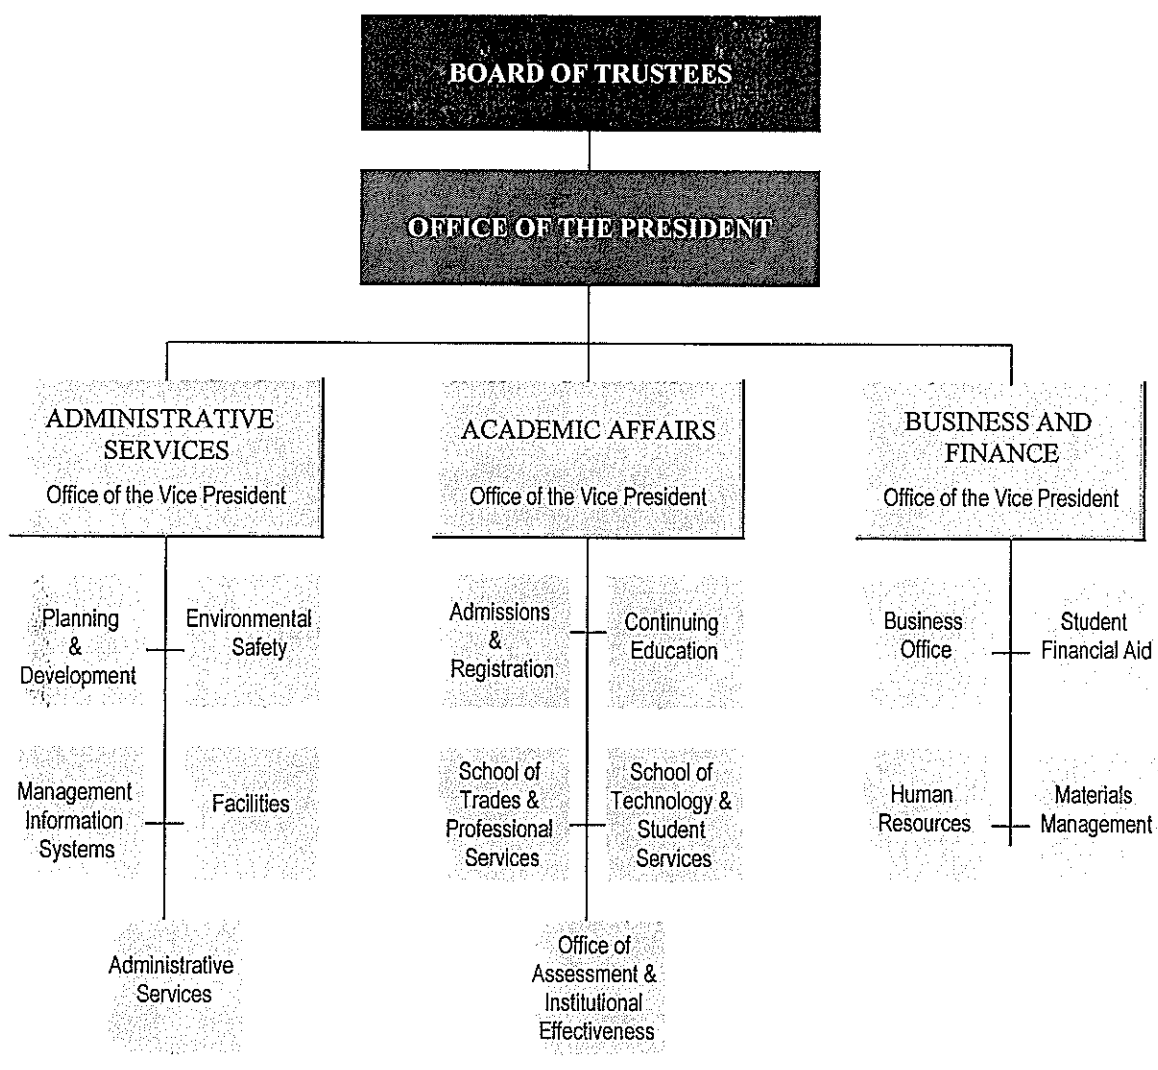 BOARD OF TRUSTEES
OFFICE OF THE PRESIDENT
ADMINISTRATIVE
SERVICES
Office of the Vice President
ACADEMIC AFFAIRS
Office of the Vice President
BUSINESS AND
FINANCE
Office of the Vice President
Planning
&
Development
Environmental
Safety
Admissions
&
Registration
Continuing
Education
Business
Office
Student
Financial Aid
Management
Information
Systems
Facilities
School of
Trades &
Professional
Services
School of
Technology &
Student
Services
Human
Resources
Materials
Management
Administrative
Services
Office of
Assessment &
Institutional
Effectiveness